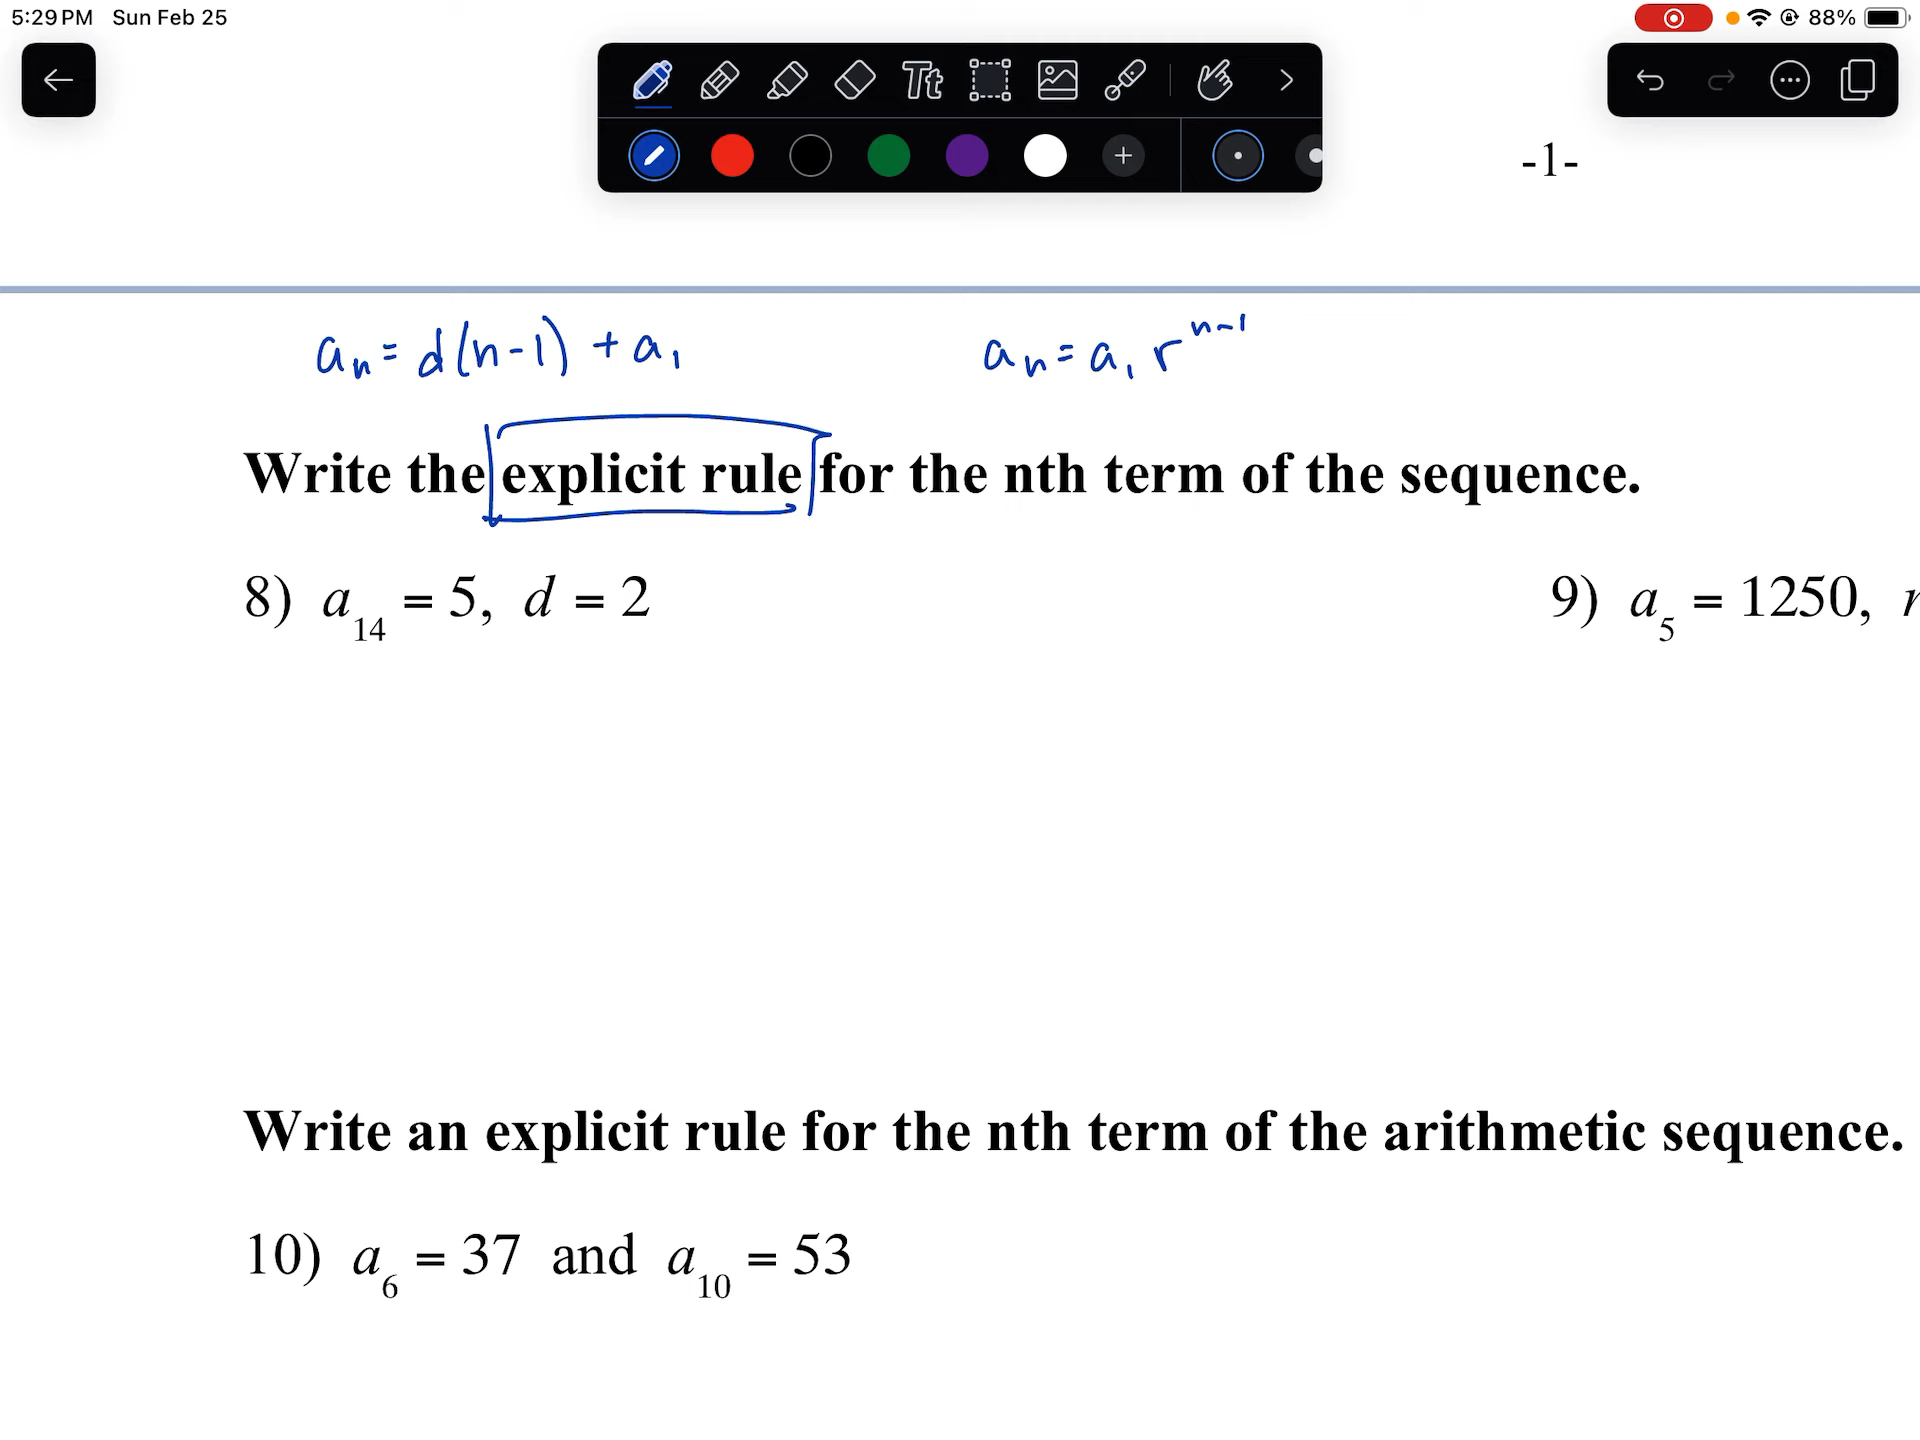 5:29 PM Sun Feb 25
88%
Tt
-1-
aₙ = d(n-1) + a₁
aₙ = a₁ rⁿ⁻¹
Write the explicit rule for the nth term of the sequence.
8) a₁₄ = 5, d = 2
9) a₅ = 1250, r
Write an explicit rule for the nth term of the arithmetic sequence.
10) a₆ = 37 and a₁₀ = 53